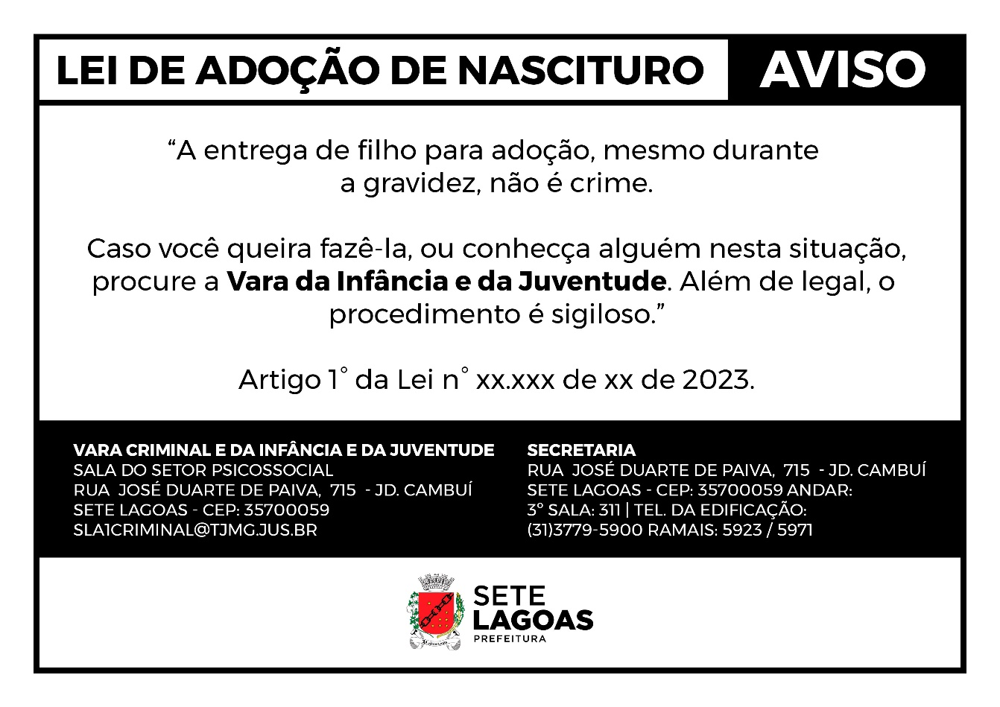 LEI DE ADOÇÃO DE NASCITURO
AVISO
“A entrega de filho para adoção, mesmo durante
a gravidez, não é crime.
Caso você queira fazê-la, ou conhecça alguém nesta situação,
procure a Vara da Infância e da Juventude. Além de legal, o
procedimento é sigiloso.”
Artigo 1° da Lei n° xx.xxx de xx de 2023.
VARA CRIMINAL E DA INFÂNCIA E DA JUVENTUDE
SALA DO SETOR PSICOSSOCIAL
RUA JOSÉ DUARTE DE PAIVA, 715 - JD. CAMBUÍ
SETE LAGOAS - CEP: 35700059
SLA1CRIMINAL@TJMG.JUS.BR
SECRETARIA
RUA JOSÉ DUARTE DE PAIVA, 715 - JD. CAMBUÍ
SETE LAGOAS - CEP: 35700059 ANDAR:
3º SALA: 311 | TEL. DA EDIFICAÇÃO:
(31)3779-5900 RAMAIS: 5923 / 5971
SETE
LAGOAS
PREFEITURA